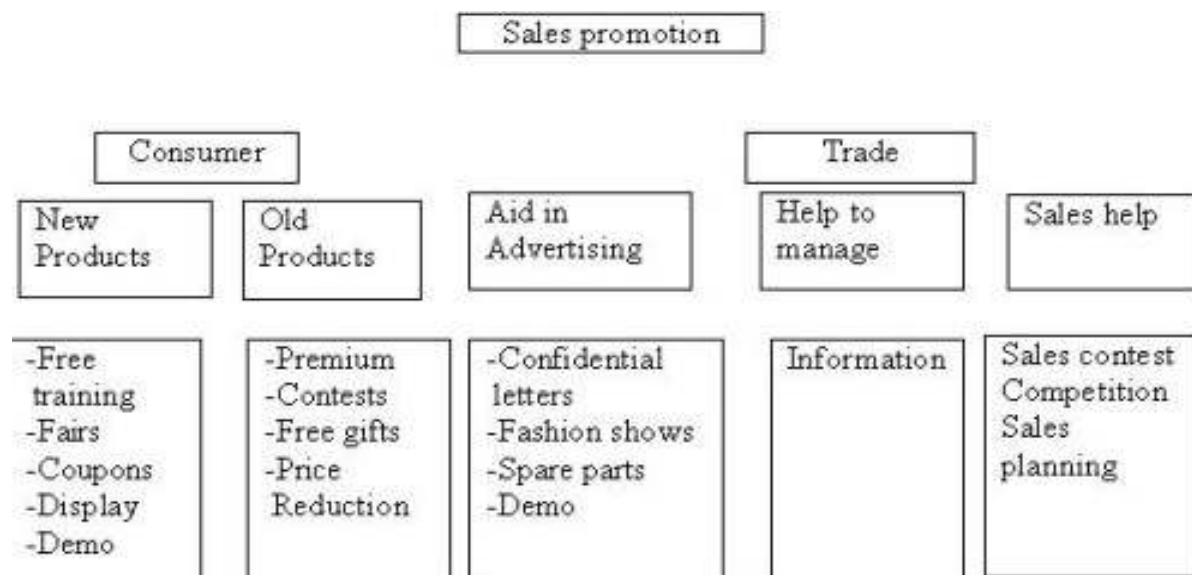 Sales promotion
Consumer
Trade
New
Products
Old
Products
Aid in
Advertising
Help to
manage
Sales help
-Free
training
-Fairs
-Coupons
-Display
-Demo
-Premium
-Contests
-Free gifts
-Price
Reduction
-Confidential
letters
-Fashion shows
-Spare parts
-Demo
Information
Sales contest
Competition
Sales
planning